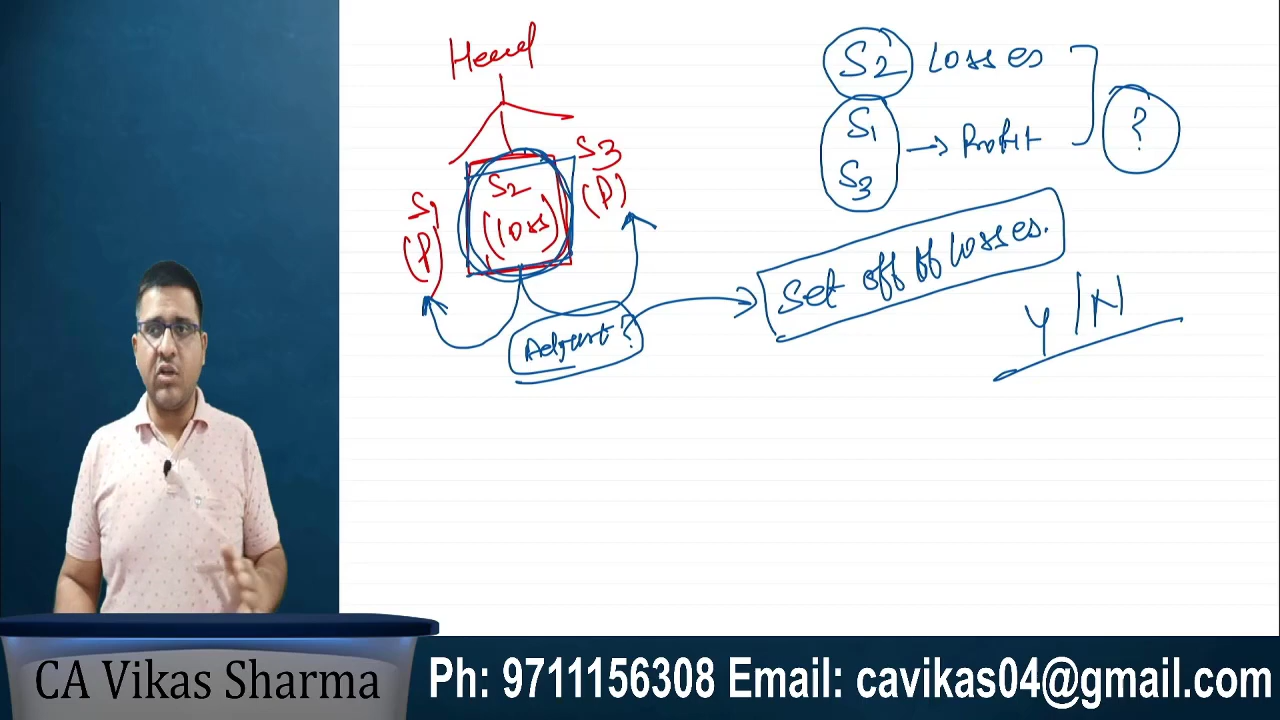 Head
S1
(P)
S2
(loss)
S3
(P)
Adjust?
S2 losses
S1
S3
→ Profit
?
Set off of losses.
Y/N
CA Vikas Sharma
Ph: 9711156308 Email: cavikas04@gmail.com